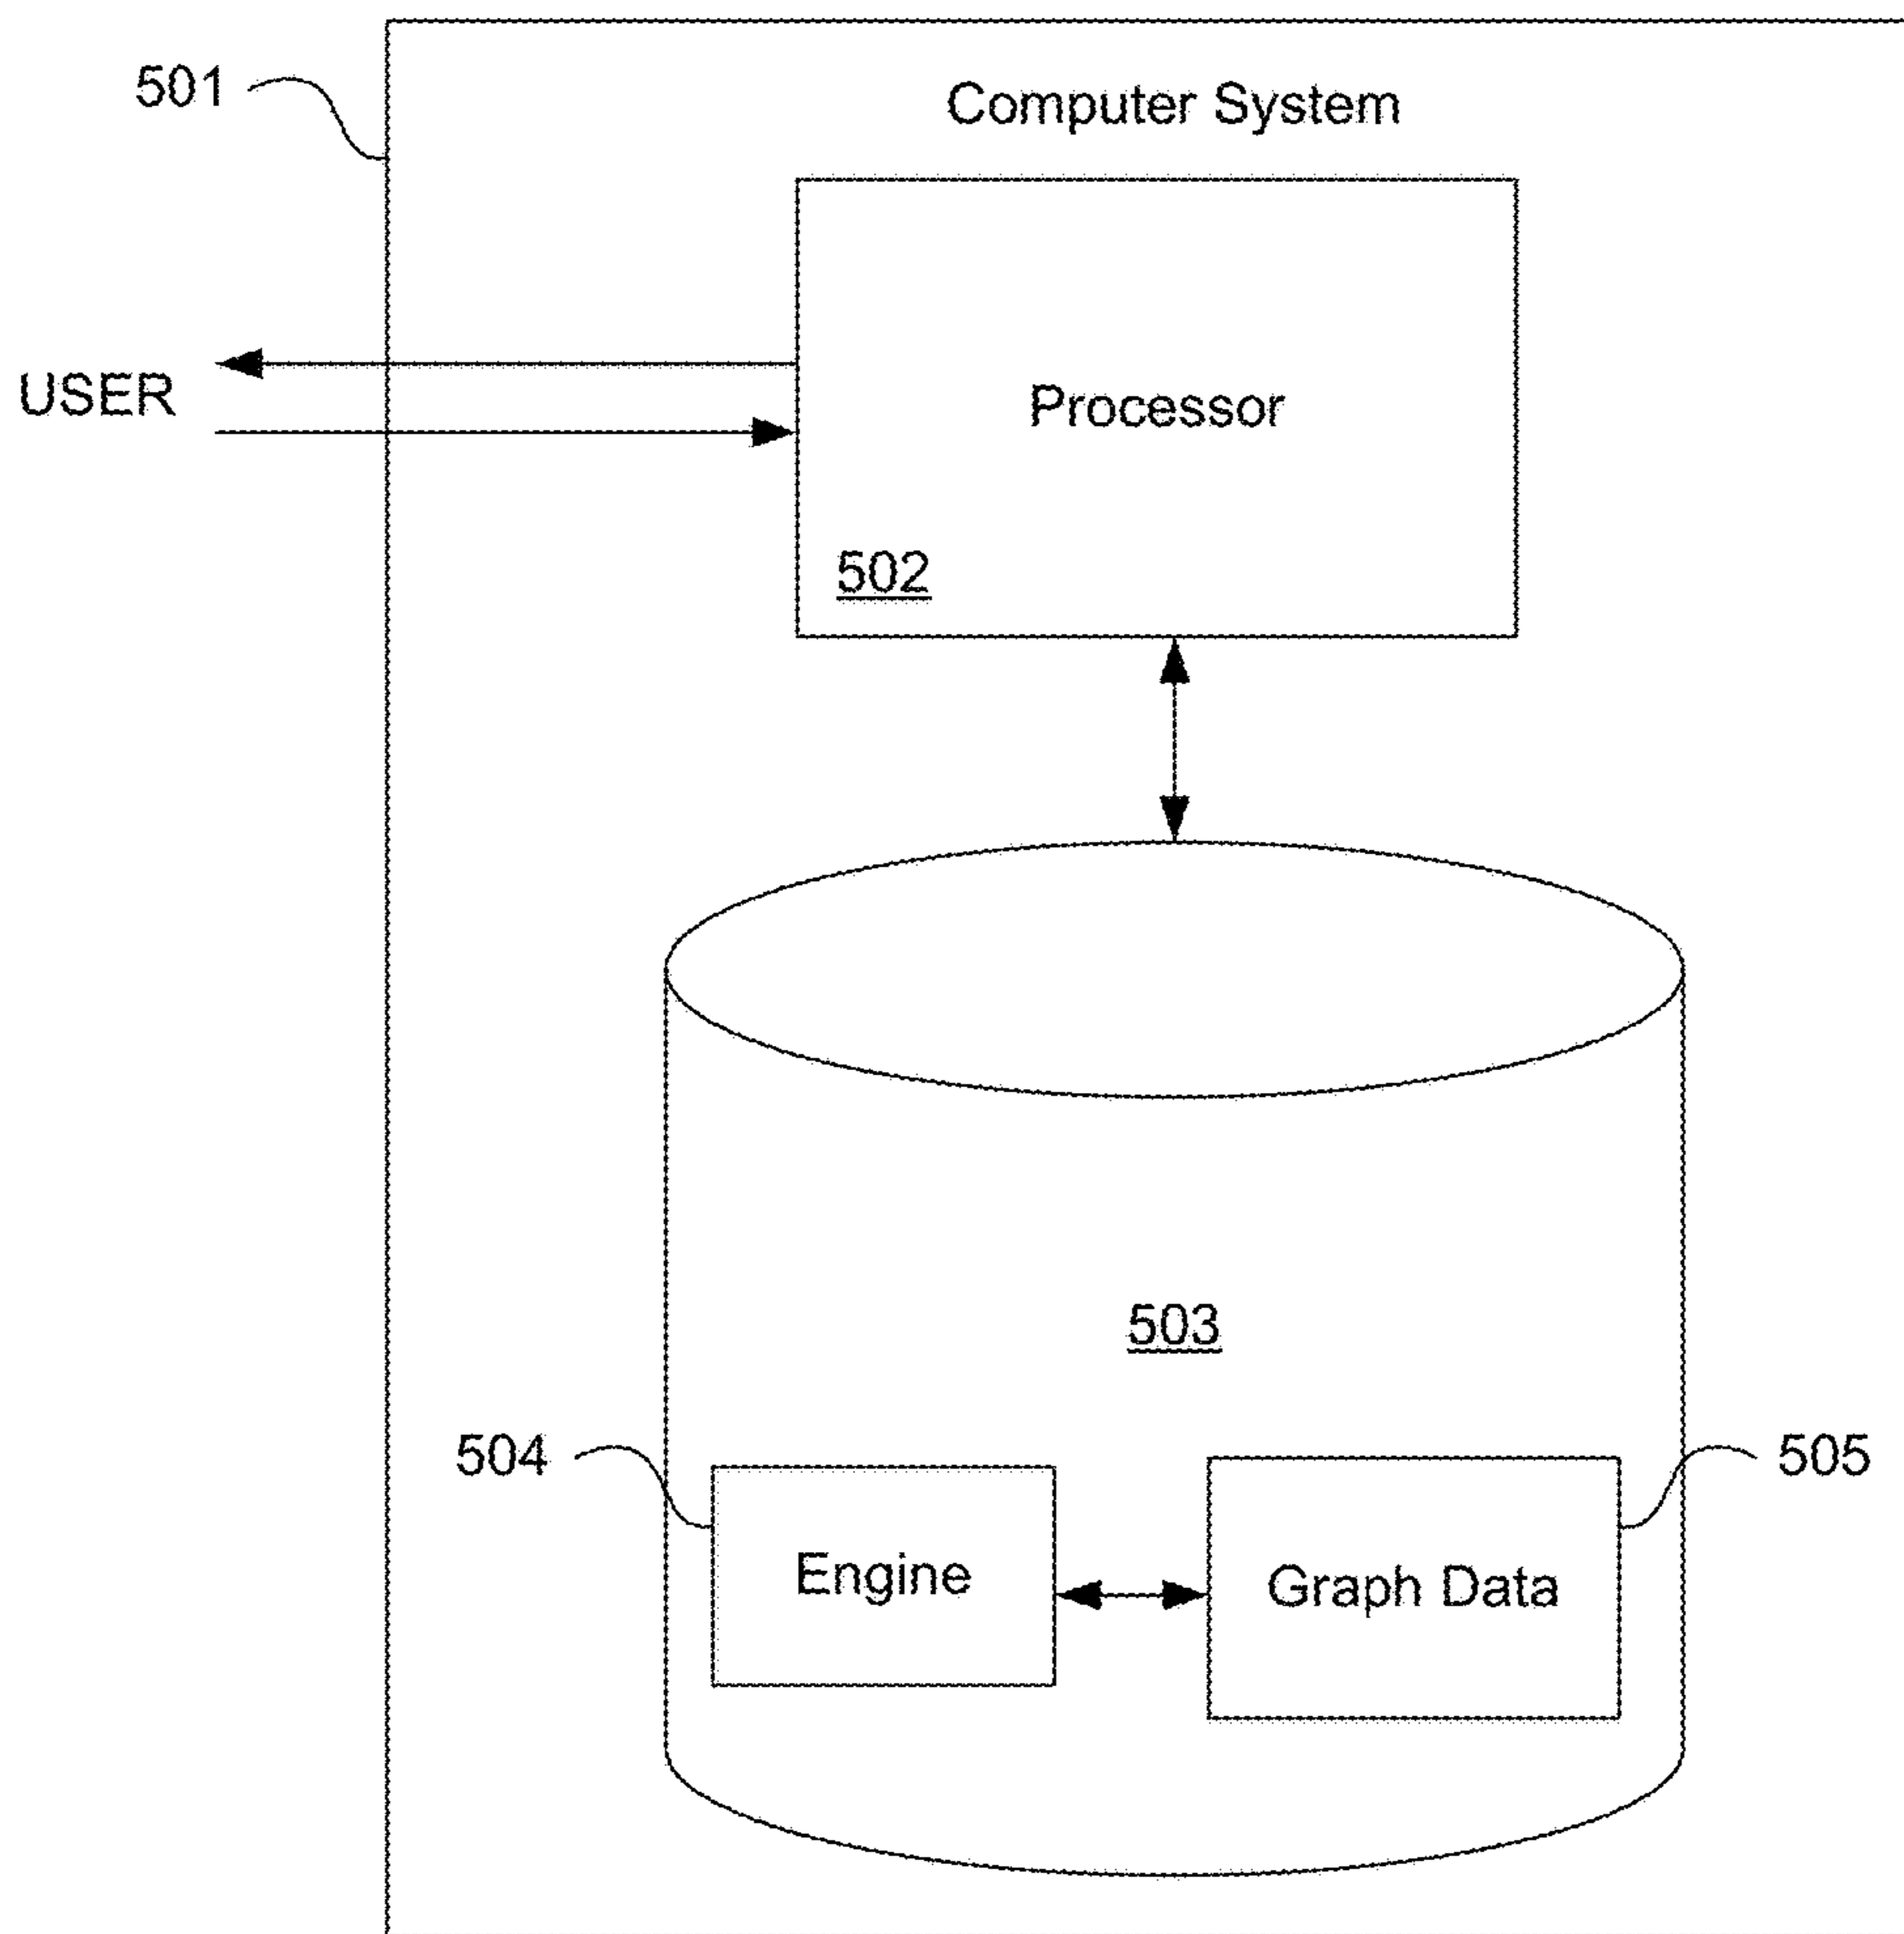 501
Computer System
USER
Processor
502
503
504
505
Engine
Graph Data